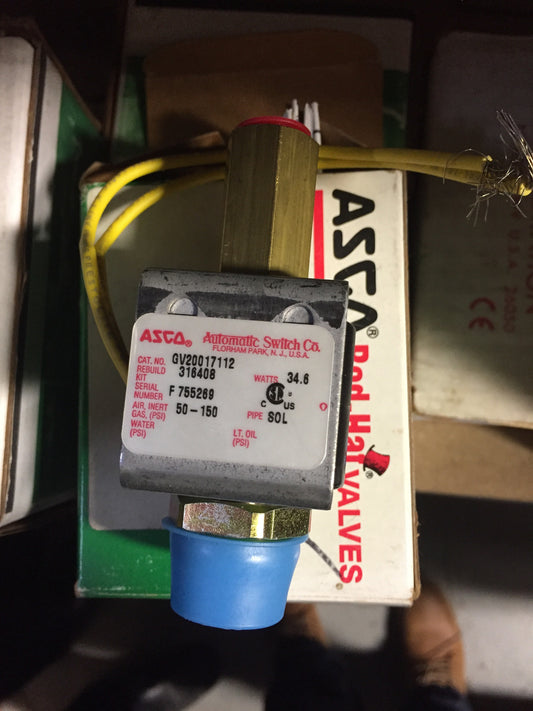 ASCO® Automatic Switch Co.
FLORHAM PARK, N. J., U.S.A.
CAT. NO. GV20017112
REBUILD KIT 316408
WATTS 34.6
SERIAL NUMBER F 755269
C US
AIR, INERT GAS, (PSI) 50-150
PIPE SOL
WATER (PSI)
LT. OIL (PSI)
ASCO®
Red-Hat® VALVES
CE